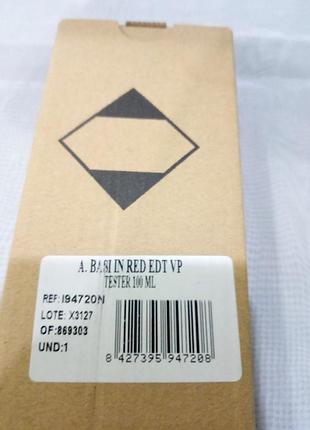 A. BASI IN RED EDT VP
TESTER 100 ML
REF: I94720N
LOTE: X3127
OF:869303
UND:1
8 427395 947208